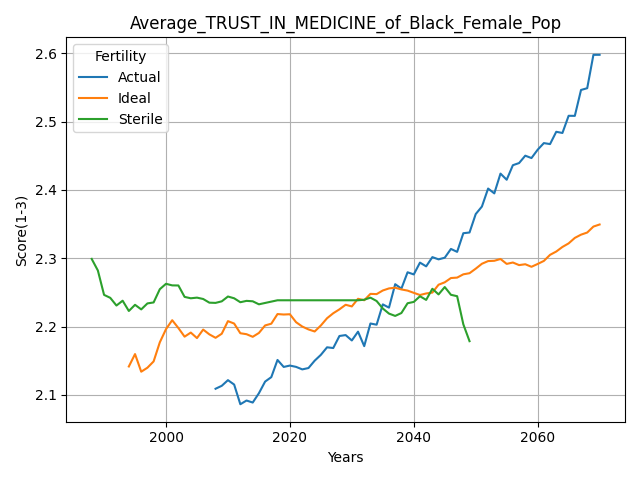 Average_TRUST_IN_MEDICINE_of_Black_Female_Pop
Fertility
Actual
Ideal
Sterile
Score(1-3)
2.6
2.5
2.4
2.3
2.2
2.1
2000 2020 2040 2060
Years